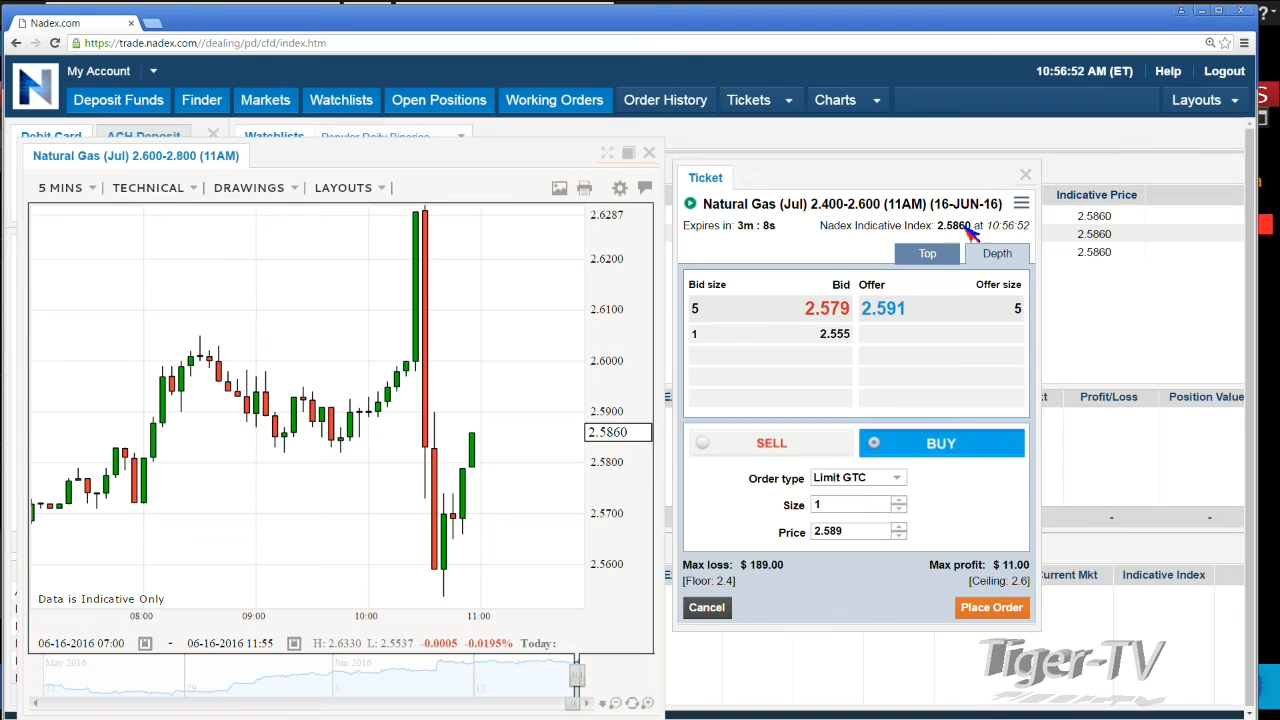 Nadex.com
https://trade.nadex.com//dealing/pd/cfd/index.htm
My Account
10:56:52 AM (ET)
Help
Logout
Deposit Funds
Finder
Markets
Watchlists
Open Positions
Working Orders
Order History
Tickets
Charts
Layouts
Debit Card
ACH Deposit
Watchlists
Popular Daily Binaries
Natural Gas (Jul) 2.600-2.800 (11AM)
5 MINS
TECHNICAL
DRAWINGS
LAYOUTS
2.6287
2.6200
2.6100
2.6000
2.5900
2.5860
2.5800
2.5700
2.5600
Data is Indicative Only
08:00
09:00
10:00
11:00
06-16-2016 07:00 - 06-16-2016 11:55 H: 2.6330 L: 2.5537 -0.0005 -0.0195% Today:
May 2016
Jun 2016
22
29
5
12
Ticket
Natural Gas (Jul) 2.400-2.600 (11AM) (16-JUN-16)
Expires in: 3m : 8s
Nadex Indicative Index: 2.5860 at 10:56:52
Top
Depth
Bid size Bid Offer Offer size
5 2.579 2.591 5
1 2.555
SELL
BUY
Order type Limit GTC
Size 1
Price 2.589
Max loss: $ 189.00
Max profit: $ 11.00
[Floor: 2.4]
[Ceiling: 2.6]
Cancel
Place Order
Indicative Price
2.5860
2.5860
2.5860
Profit/Loss
Position Value
-
-
Current Mkt
Indicative Index
Tiger-TV